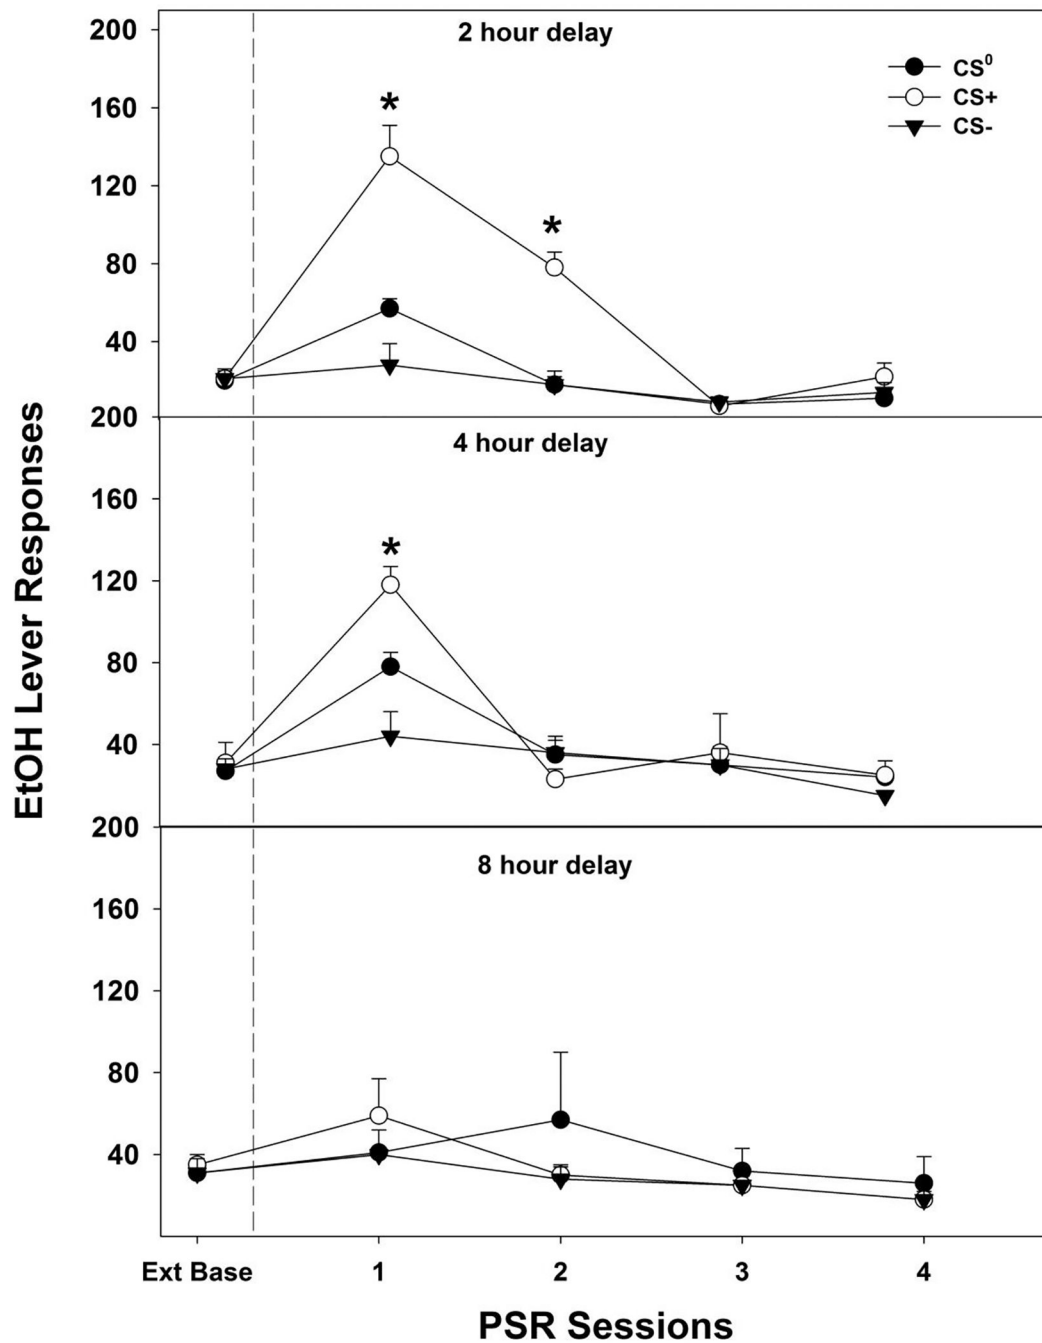 EtOH Lever Responses
2 hour delay
200
160
120
80
40
CS⁰
CS+
CS-
*
*
4 hour delay
200
160
120
80
40
*
8 hour delay
200
160
120
80
40
Ext Base 1 2 3 4
PSR Sessions